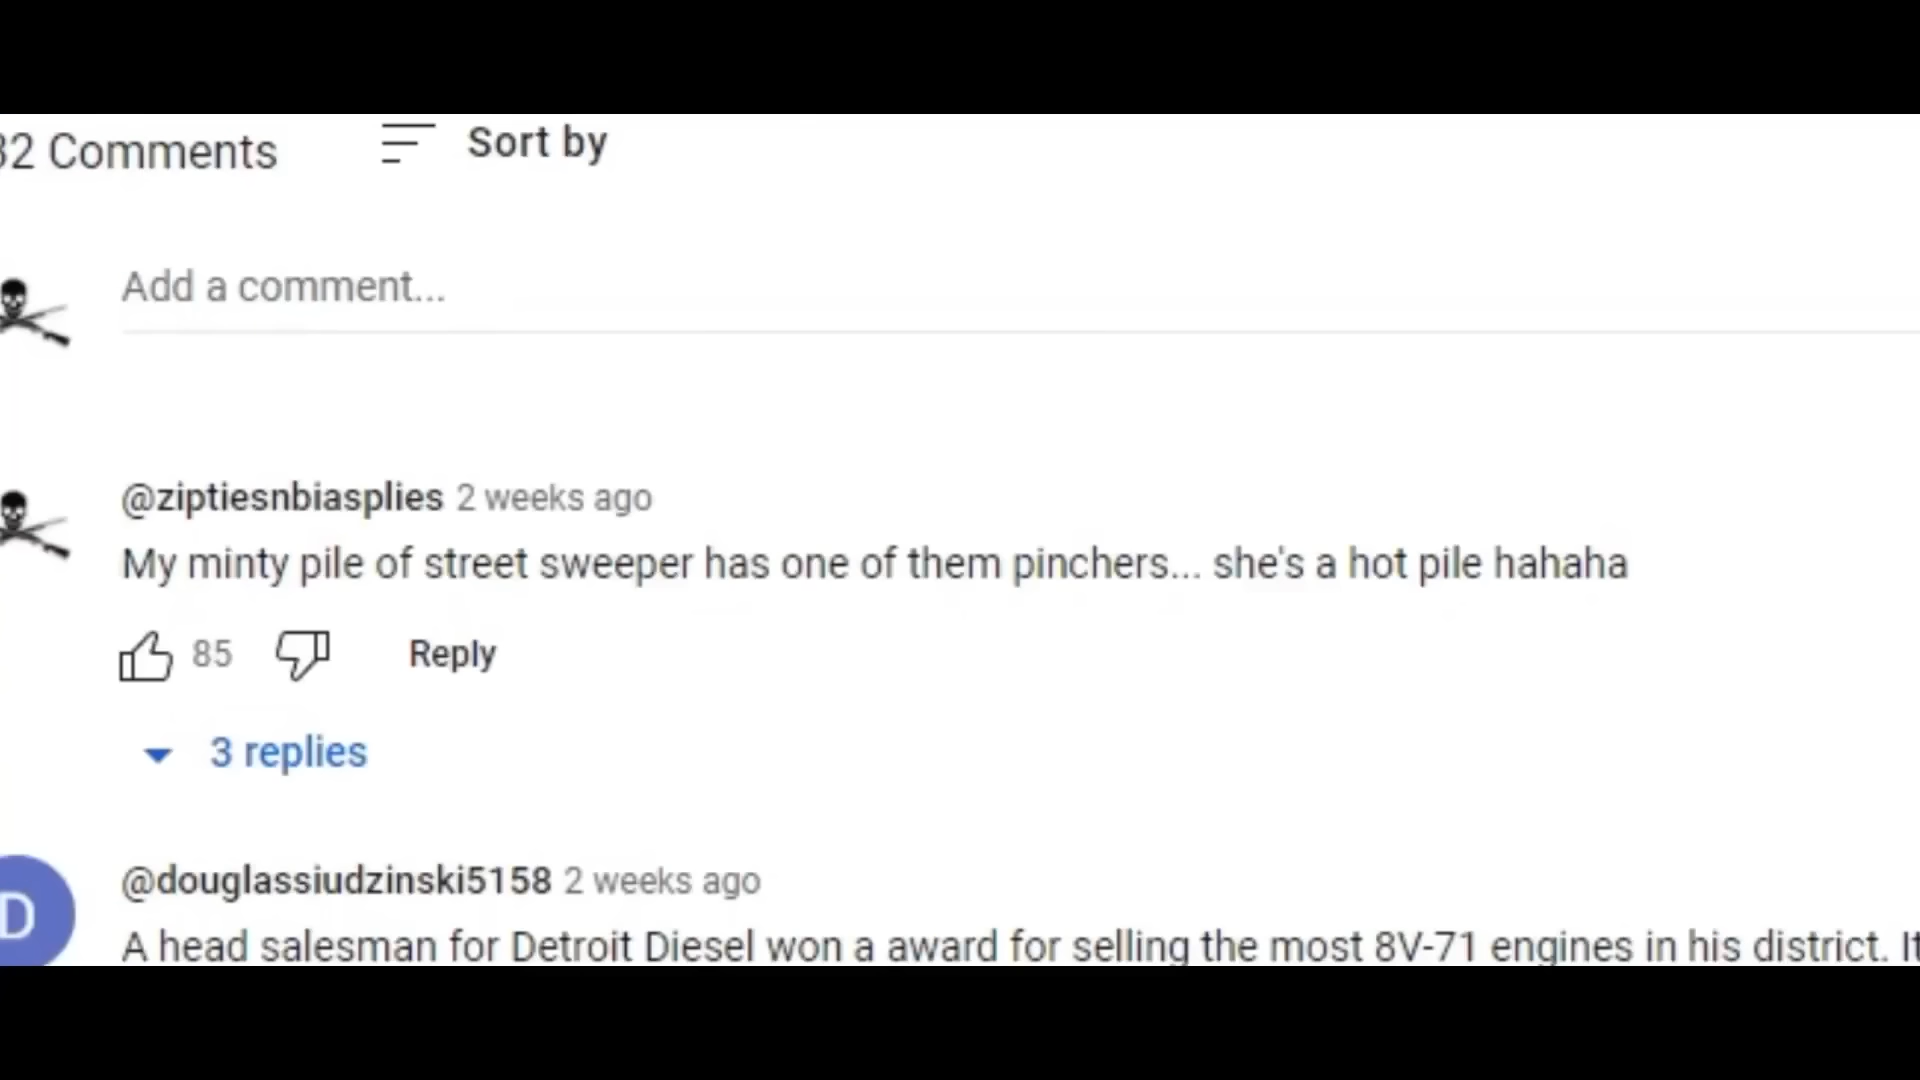 32 Comments
Sort by
Add a comment...
@ziptiesnbiasplies 2 weeks ago
My minty pile of street sweeper has one of them pinchers... she's a hot pile hahaha
85
Reply
3 replies
D
@douglassiudzinski5158 2 weeks ago
A head salesman for Detroit Diesel won a award for selling the most 8V-71 engines in his district. It